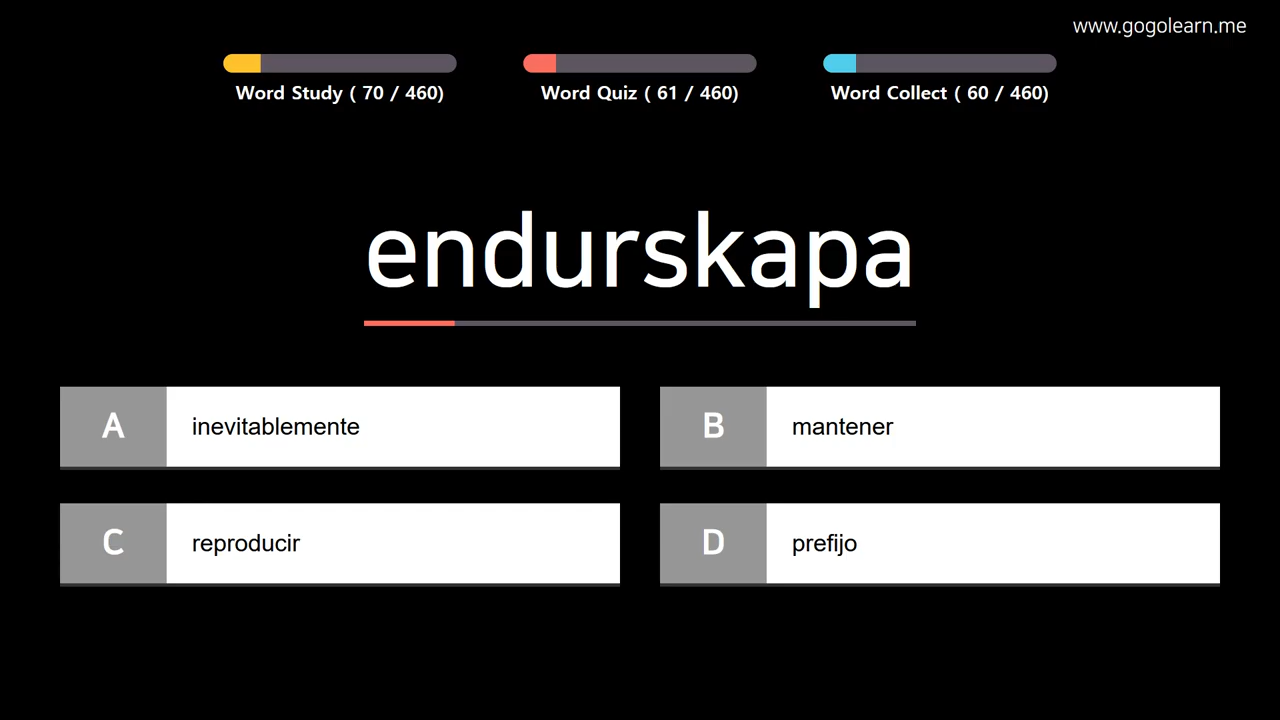 www.gogolearn.me
Word Study ( 70 / 460)
Word Quiz ( 61 / 460)
Word Collect ( 60 / 460)
endurskapa
A inevitablemente
B mantener
C reproducir
D prefijo